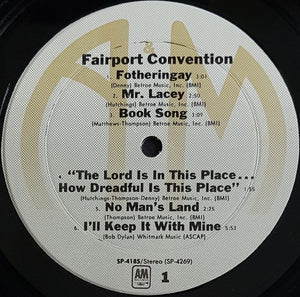 &
Fairport Convention
1. Fotheringay 3:01
(Denny) Betroe Music, Inc. (BMI)
2. Mr. Lacey 2:50
(Hutchings) Betroe Music, Inc. (BMI)
3. Book Song 3:09
(Matthews-Thompson) Betroe Music, Inc. (BMI)
4. "The Lord Is In This Place...
How Dreadful Is This Place" 1:55
(Hutchings-Thompson-Denny) Betroe Music, Inc. (BMI)
5. No Man's Land 2:25
(Thompson) Betroe Music, Inc. (BMI)
6. I'll Keep It With Mine 5:53
(Bob Dylan) Whitmark Music (ASCAP)
SP-4185/Stereo (SP-4269)
A&M 1